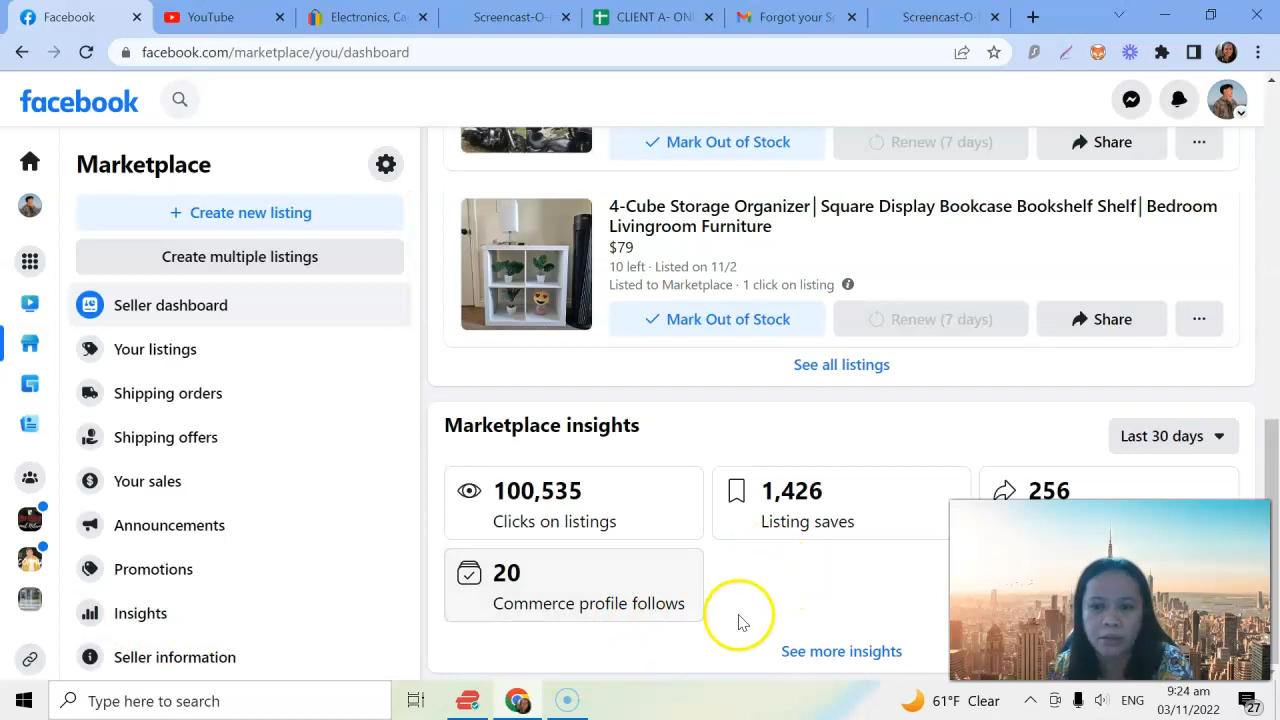 Facebook
YouTube
Electronics, Ca
Screencast-O-
CLIENT A- ONL
Forgot your S
Screencast-O-
facebook.com/marketplace/you/dashboard
facebook
Marketplace
+ Create new listing
Create multiple listings
Seller dashboard
Your listings
Shipping orders
Shipping offers
Your sales
Announcements
Promotions
Insights
Seller information
Mark Out of Stock
Renew (7 days)
Share
...
4-Cube Storage Organizer│Square Display Bookcase Bookshelf Shelf│Bedroom
Livingroom Furniture
$79
10 left · Listed on 11/2
Listed to Marketplace · 1 click on listing
Mark Out of Stock
Renew (7 days)
Share
...
See all listings
Marketplace insights
Last 30 days
100,535
Clicks on listings
1,426
Listing saves
256
20
Commerce profile follows
See more insights
Type here to search
61°F Clear
ENG
9:24 am
03/11/2022
27